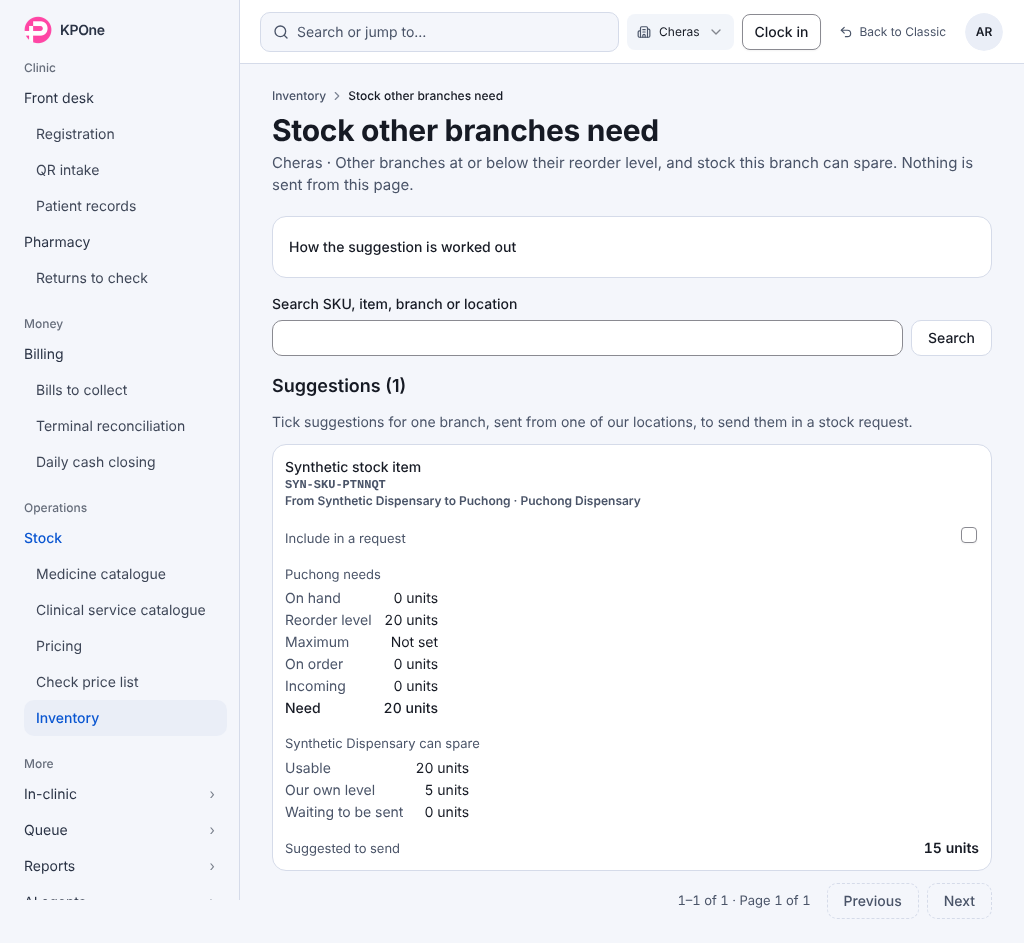 KPOne
Clinic
Front desk
Registration
QR intake
Patient records
Pharmacy
Returns to check
Money
Billing
Bills to collect
Terminal reconciliation
Daily cash closing
Operations
Stock
Medicine catalogue
Clinical service catalogue
Pricing
Check price list
Inventory
More
In-clinic
Queue
Reports
Search or jump to...
Cheras
Clock in
Back to Classic
AR
Inventory > Stock other branches need
Stock other branches need
Cheras · Other branches at or below their reorder level, and stock this branch can spare. Nothing is
sent from this page.
How the suggestion is worked out
Search SKU, item, branch or location
Search
Suggestions (1)
Tick suggestions for one branch, sent from one of our locations, to send them in a stock request.
Synthetic stock item
SYN-SKU-PTNNQT
From Synthetic Dispensary to Puchong · Puchong Dispensary
Include in a request
Puchong needs
On hand 0 units
Reorder level 20 units
Maximum Not set
On order 0 units
Incoming 0 units
Need 20 units
Synthetic Dispensary can spare
Usable 20 units
Our own level 5 units
Waiting to be sent 0 units
Suggested to send 15 units
1–1 of 1 · Page 1 of 1
Previous
Next